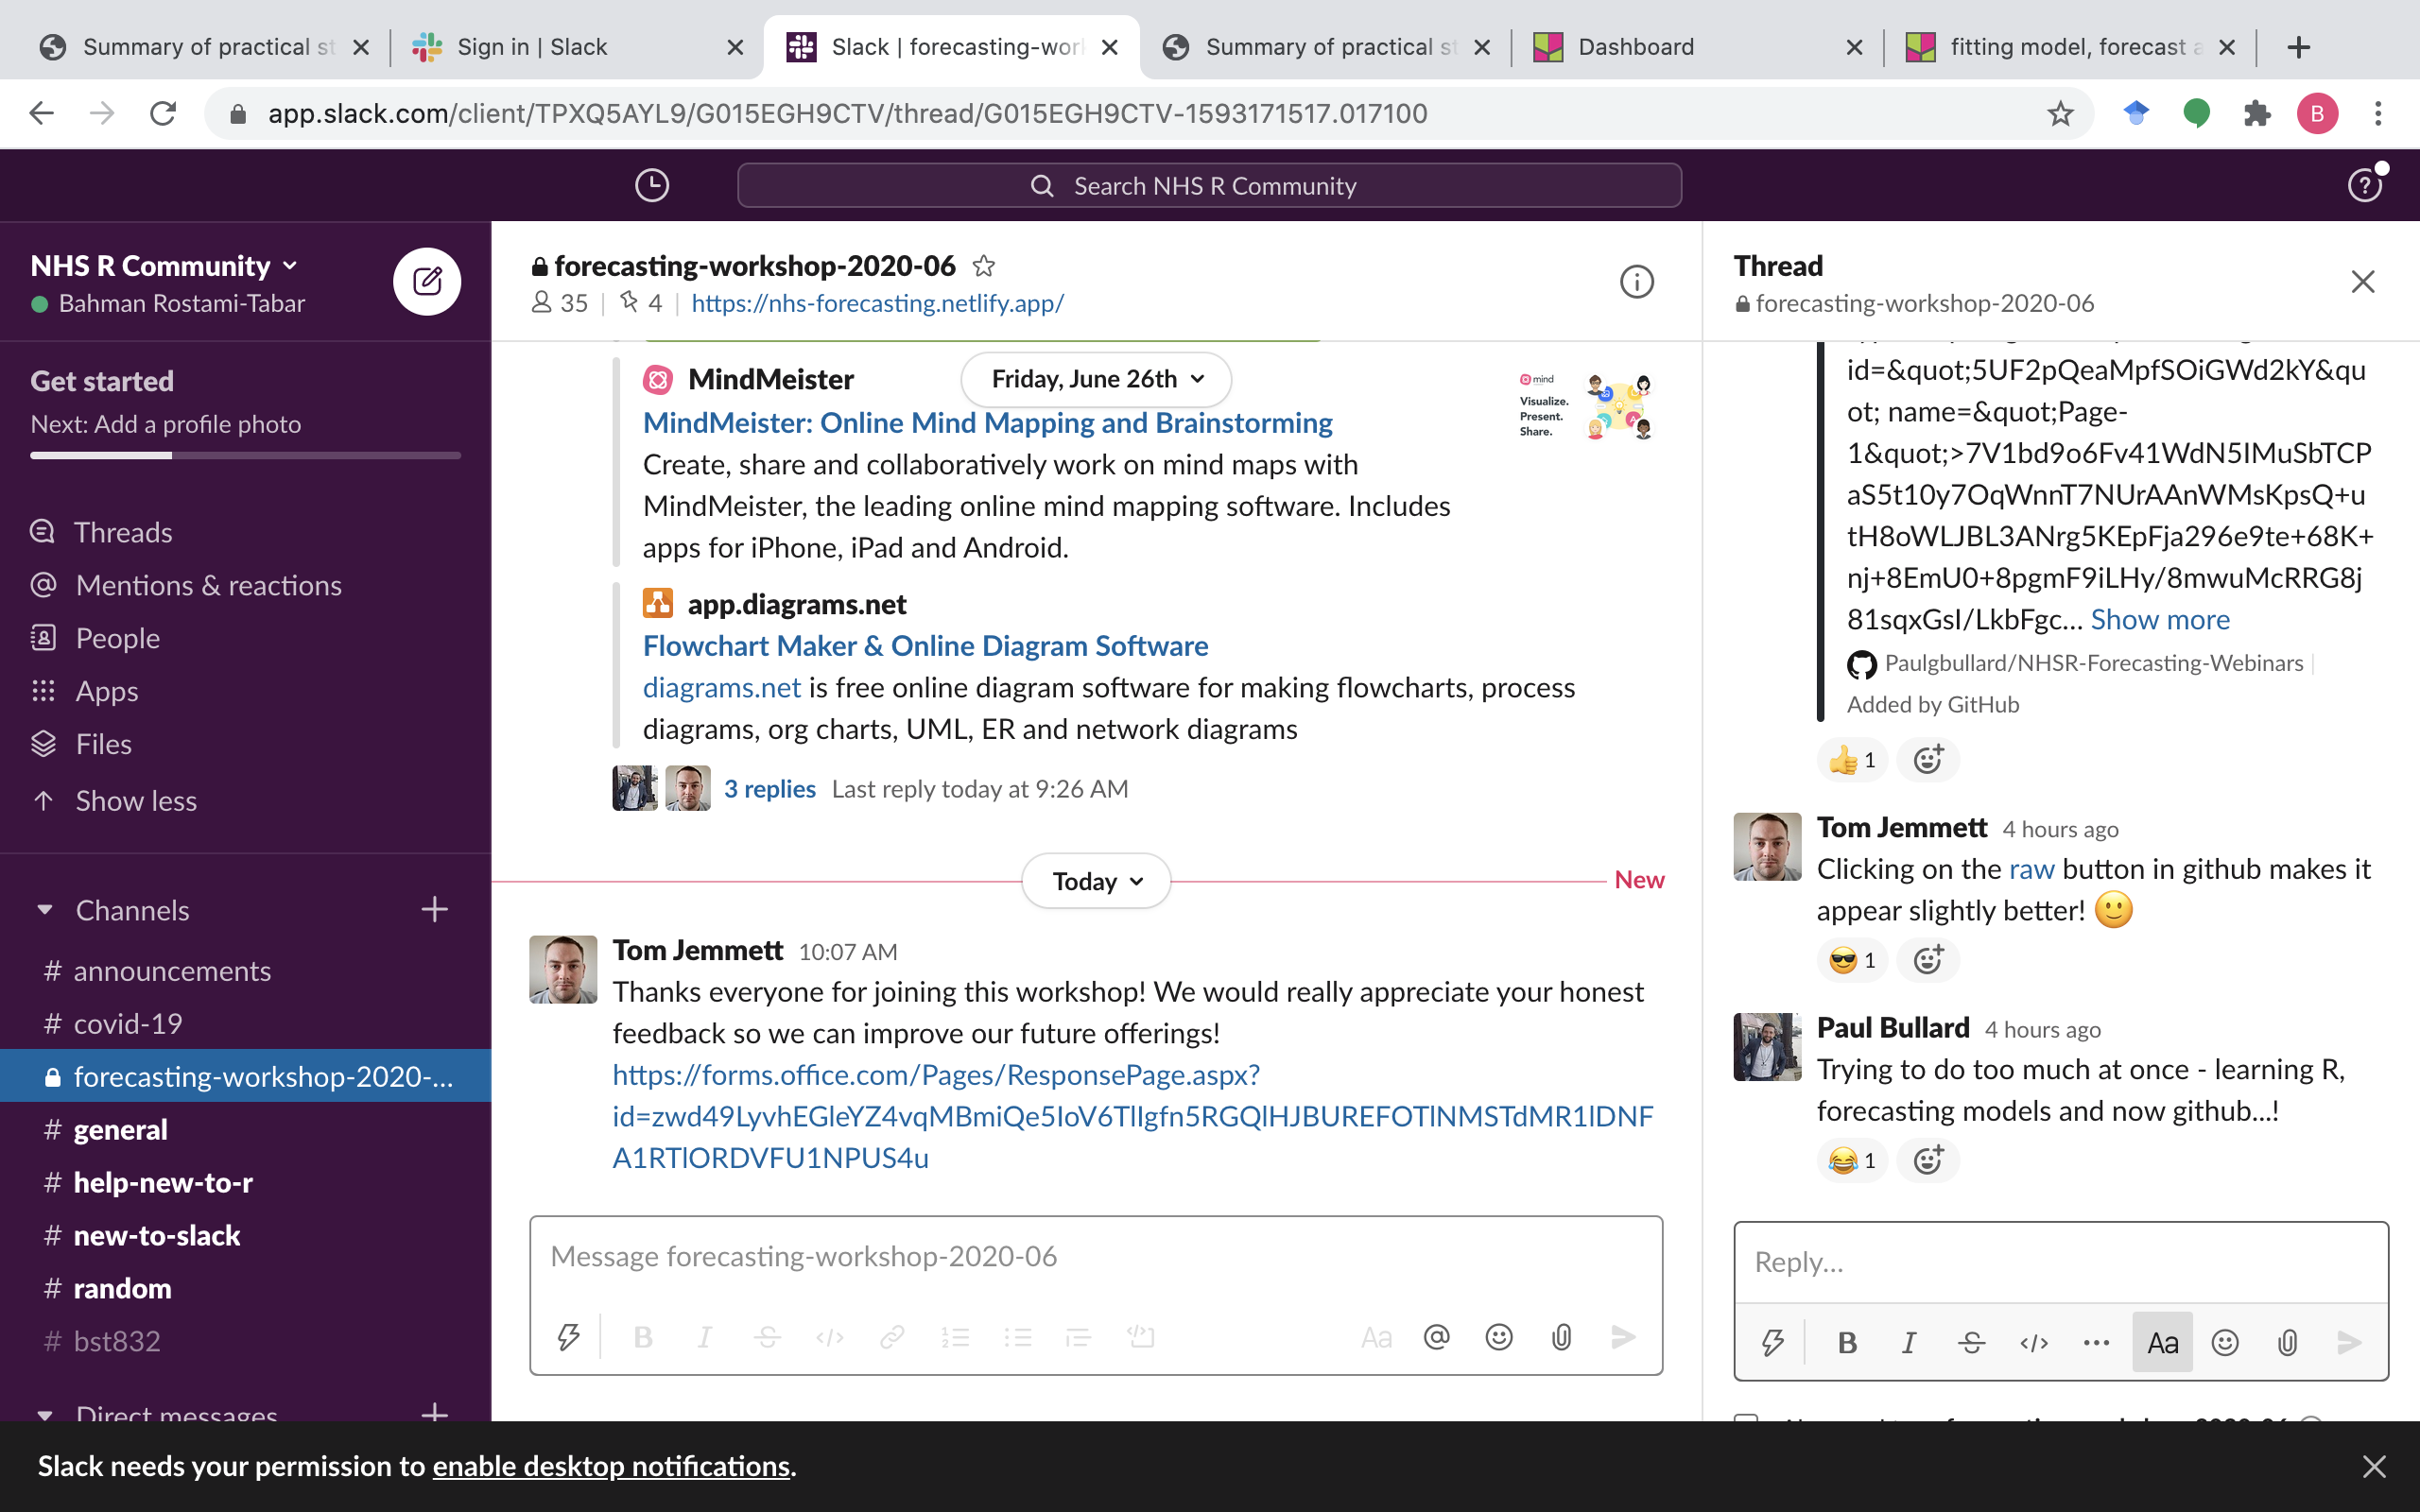 Summary of practical st
Sign in | Slack
Slack | forecasting-wor
Summary of practical st
Dashboard
fitting model, forecast a
app.slack.com/client/TPXQ5AYL9/G015EGH9CTV/thread/G015EGH9CTV-1593171517.017100
B
Search NHS R Community
NHS R Community
Bahman Rostami-Tabar
Get started
Next: Add a profile photo
Threads
Mentions & reactions
People
Apps
Files
Show less
Channels
# announcements
# covid-19
forecasting-workshop-2020-...
# general
# help-new-to-r
# new-to-slack
# random
# bst832
Direct messages
forecasting-workshop-2020-06
35 | 4 | https://nhs-forecasting.netlify.app/
Friday, June 26th
MindMeister
MindMeister: Online Mind Mapping and Brainstorming
Create, share and collaboratively work on mind maps with
MindMeister, the leading online mind mapping software. Includes
apps for iPhone, iPad and Android.
mind
Visualize.
Present.
Share.
app.diagrams.net
Flowchart Maker & Online Diagram Software
diagrams.net is free online diagram software for making flowcharts, process
diagrams, org charts, UML, ER and network diagrams
3 replies Last reply today at 9:26 AM
Today
New
Tom Jemmett 10:07 AM
Thanks everyone for joining this workshop! We would really appreciate your honest
feedback so we can improve our future offerings!
https://forms.office.com/Pages/ResponsePage.aspx?
id=zwd49LyvhEGleYZ4vqMBmiQe5IoV6TlIgfn5RGQlHJBUREFOTlNMSTdMR1lDNF
A1RTlORDVFU1NPUS4u
Message forecasting-workshop-2020-06
B I S </> Aa @
Thread
forecasting-workshop-2020-06
id=&quot;5UF2pQeaMpfSOiGWd2kY&qu
ot; name=&quot;Page-
1&quot;>7V1bd9o6Fv41WdN5IMuSbTCP
aS5t10y7OqWnnT7NUrAAnWMsKpsQ+u
tH8oWLJBL3ANrg5KEpFja296e9te+68K+
nj+8EmU0+8pgmF9iLHy/8mwuMcRRG8j
81sqxGsI/LkbFgc... Show more
Paulgbullard/NHSR-Forecasting-Webinars
Added by GitHub
1
Tom Jemmett 4 hours ago
Clicking on the raw button in github makes it
appear slightly better!
1
Paul Bullard 4 hours ago
Trying to do too much at once - learning R,
forecasting models and now github...!
1
Reply...
B I S </> ... Aa
Slack needs your permission to enable desktop notifications.